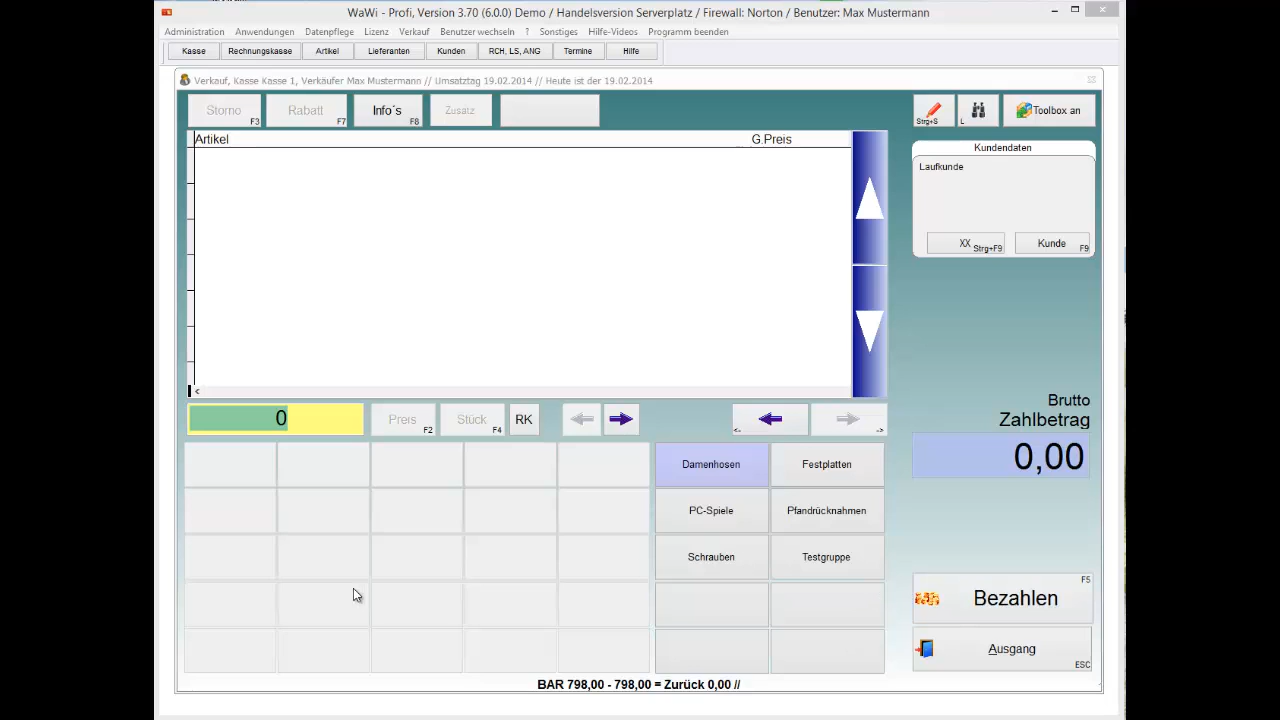 WaWi - Profi, Version 3.70 (6.0.0) Demo / Handelsversion Serverplatz / Firewall: Norton / Benutzer: Max Mustermann
Administration Anwendungen Datenpflege Lizenz Verkauf Benutzer wechseln ? Sonstiges Hilfe-Videos Programm beenden
Kasse Rechnungskasse Artikel Lieferanten Kunden RCH, LS, ANG Termine Hilfe
Verkauf, Kasse Kasse 1, Verkäufer Max Mustermann // Umsatztag 19.02.2014 // Heute ist der 19.02.2014
Storno F3 Rabatt F7 Info´s F8 Zusatz Strg+S L Toolbox an
Artikel G.Preis
Kundendaten
Laufkunde
XX Strg+F9 Kunde F9
<
0 Preis F2 Stück F4 RK <- ->
Brutto
Zahlbetrag
0,00
Damenhosen Festplatten
PC-Spiele Pfandrücknahmen
Schrauben Testgruppe
Bezahlen F5
Ausgang ESC
BAR 798,00 - 798,00 = Zurück 0,00 //